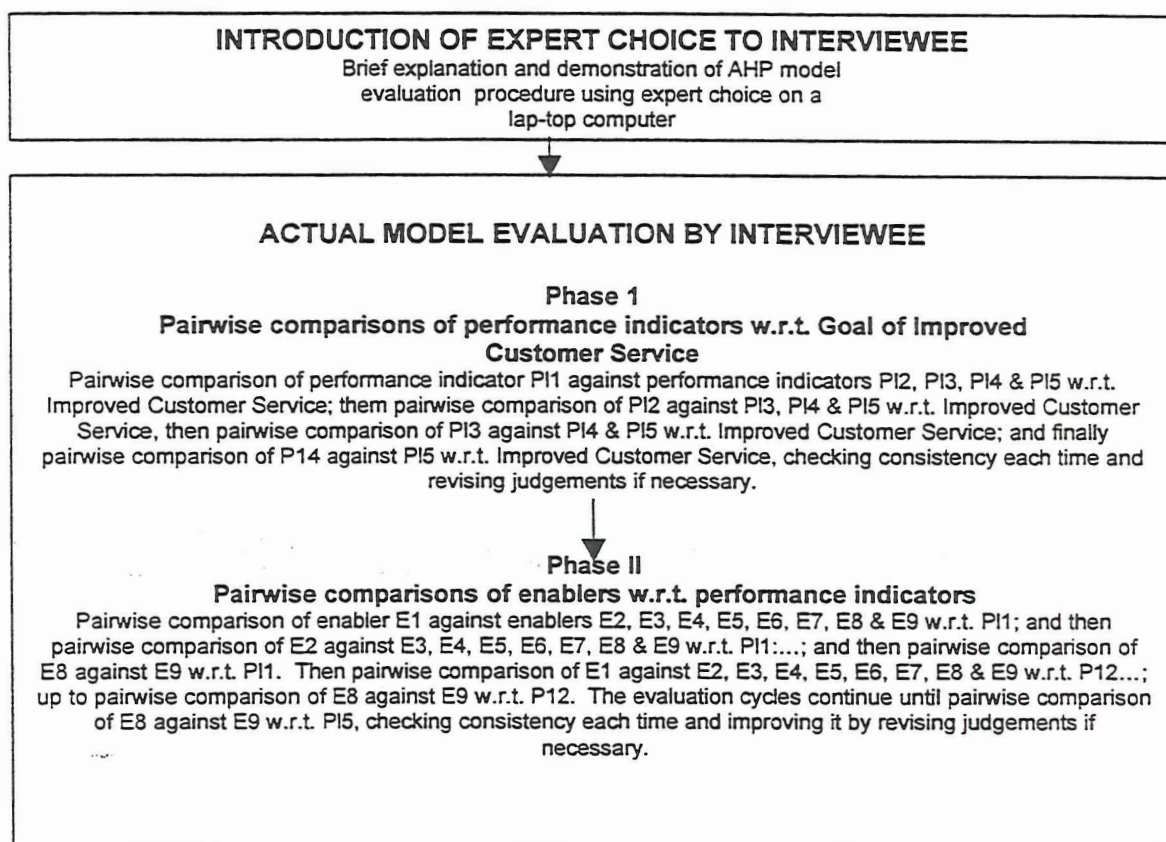 INTRODUCTION OF EXPERT CHOICE TO INTERVIEWEE
Brief explanation and demonstration of AHP model
evaluation procedure using expert choice on a
lap-top computer
ACTUAL MODEL EVALUATION BY INTERVIEWEE
Phase 1
Pairwise comparisons of performance indicators w.r.t. Goal of Improved
Customer Service
Pairwise comparison of performance indicator PI1 against performance indicators PI2, PI3, PI4 & PI5 w.r.t.
Improved Customer Service; them pairwise comparison of PI2 against PI3, PI4 & PI5 w.r.t. Improved Customer
Service, then pairwise comparison of PI3 against PI4 & PI5 w.r.t. Improved Customer Service; and finally
pairwise comparison of P14 against PI5 w.r.t. Improved Customer Service, checking consistency each time and
revising judgements if necessary.
Phase II
Pairwise comparisons of enablers w.r.t. performance indicators
Pairwise comparison of enabler E1 against enablers E2, E3, E4, E5, E6, E7, E8 & E9 w.r.t. PI1; and then
pairwise comparison of E2 against E3, E4, E5, E6, E7, E8 & E9 w.r.t. PI1:...; and then pairwise comparison of
E8 against E9 w.r.t. PI1. Then pairwise comparison of E1 against E2, E3, E4, E5, E6, E7, E8 & E9 w.r.t. P12...;
up to pairwise comparison of E8 against E9 w.r.t. P12. The evaluation cycles continue until pairwise comparison
of E8 against E9 w.r.t. PI5, checking consistency each time and improving it by revising judgements if
necessary.